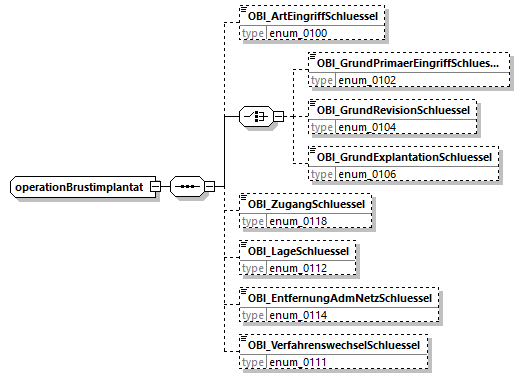 OBI_ArtEingriffSchluessel
type enum_0100
OBI_GrundPrimaerEingriffSchlues...
type enum_0102
OBI_GrundRevisionSchluessel
type enum_0104
OBI_GrundExplantationSchluessel
type enum_0106
operationBrustimplantat
OBI_ZugangSchluessel
type enum_0118
OBI_LageSchluessel
type enum_0112
OBI_EntfernungAdmNetzSchluessel
type enum_0114
OBI_VerfahrenswechselSchluessel
type enum_0111